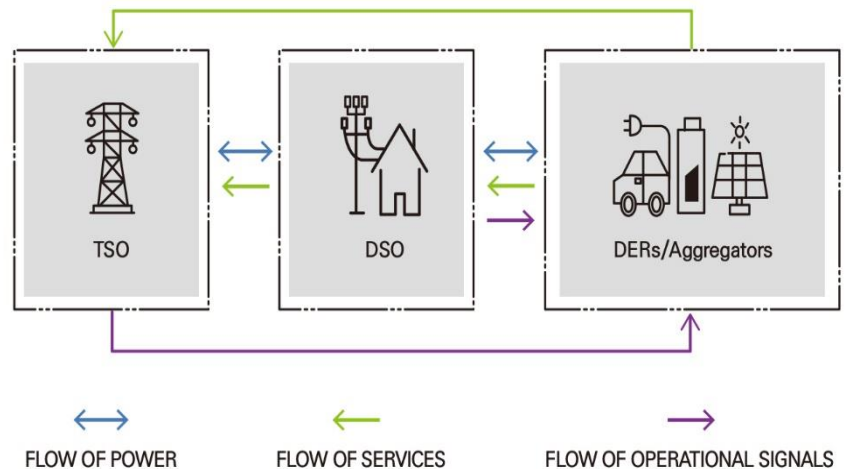 TSO
DSO
DERs/Aggregators
FLOW OF POWER
FLOW OF SERVICES
FLOW OF OPERATIONAL SIGNALS